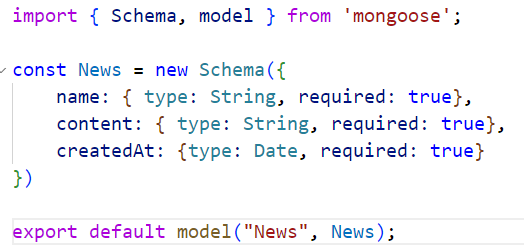 import { Schema, model } from 'mongoose';
const News = new Schema({
    name: { type: String, required: true},
    content: { type: String, required: true},
    createdAt: {type: Date, required: true}
})
export default model("News", News);